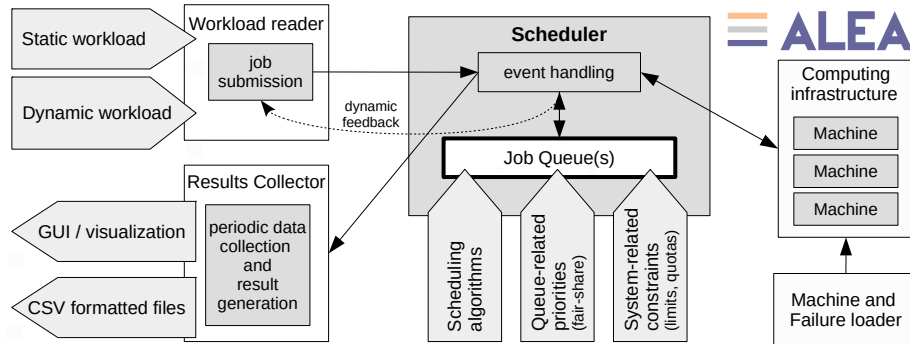 Static workload
Dynamic workload
Workload reader
job
submission
dynamic
feedback
Scheduler
event handling
Job Queue(s)
Scheduling
algorithms
Queue-related
priorities
(fair-share)
System-related
constraints
(limits, quotas)
ALEA
Computing
infrastructure
Machine
Machine
Machine
Machine and
Failure loader
Results Collector
periodic data
collection
and
result
generation
GUI / visualization
CSV formatted files